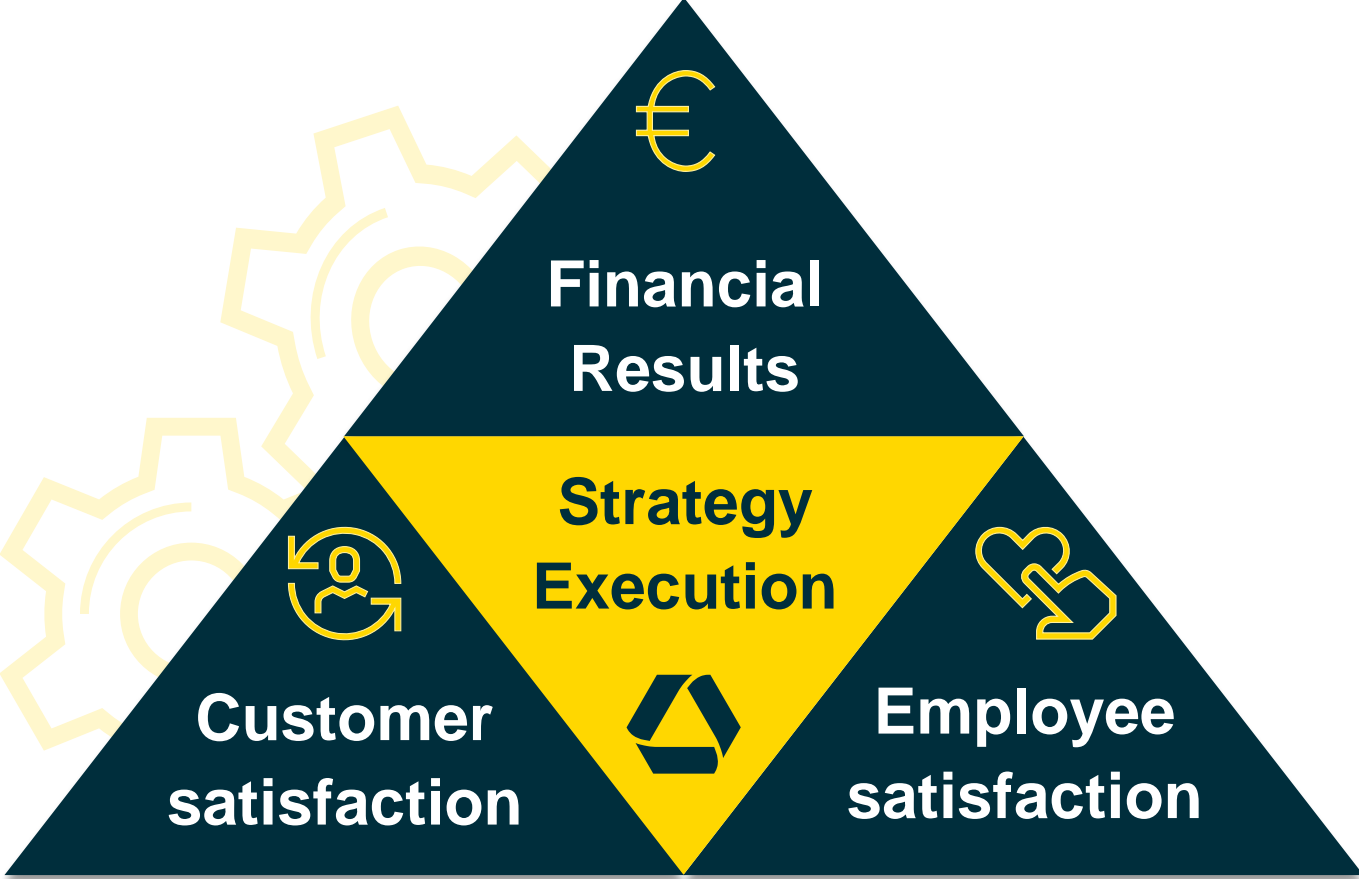 €
Financial
Results
Strategy
Execution
Customer
satisfaction
Employee
satisfaction